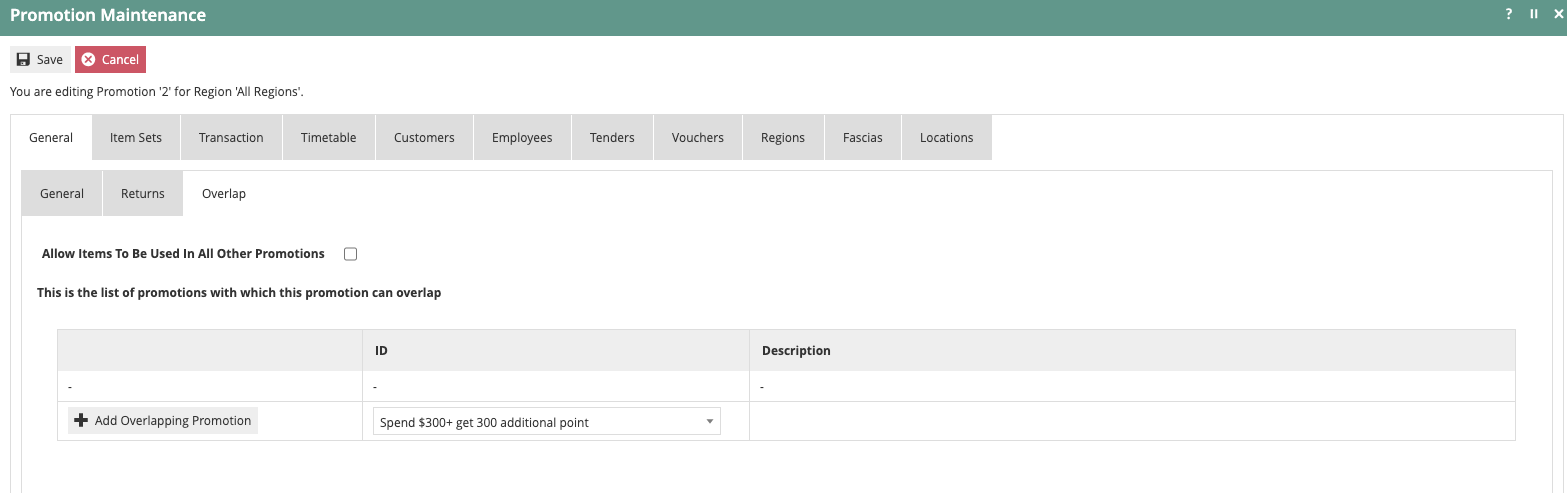 Promotion Maintenance
?
Save Cancel
You are editing Promotion '2' for Region 'All Regions'.
General Item Sets Transaction Timetable Customers Employees Tenders Vouchers Regions Fascias Locations
General Returns Overlap
Allow Items To Be Used In All Other Promotions
This is the list of promotions with which this promotion can overlap
ID Description
- - -
Add Overlapping Promotion Spend $300+ get 300 additional point